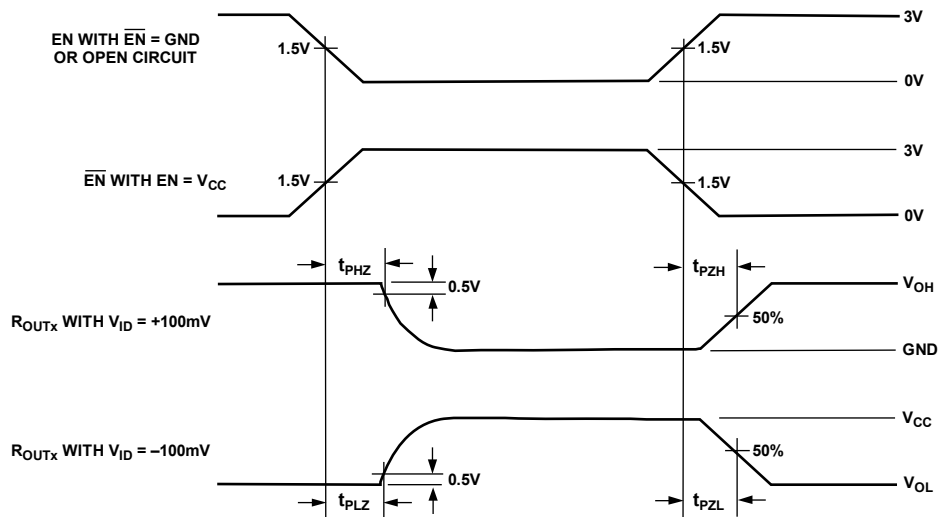 EN WITH E̅N̅ = GND
OR OPEN CIRCUIT
1.5V
1.5V
3V
0V
E̅N̅ WITH EN = VCC
1.5V
1.5V
3V
0V
tPHZ
0.5V
tPZH
VOH
ROUTx WITH VID = +100mV
50%
GND
VCC
ROUTx WITH VID = –100mV
50%
0.5V
VOL
tPLZ
tPZL